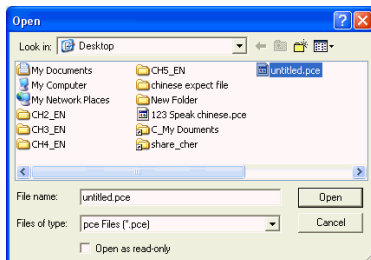 Open
Look in:
Desktop
My Documents
My Computer
My Network Places
CH2_EN
CH3_EN
CH4_EN
CH5_EN
chinese expect file
New Folder
123 Speak chinese.pce
C_My Douments
share_cher
untitled.pce
File name:
untitled.pce
Open
Files of type:
pce Files (*.pce)
Cancel
Open as read-only